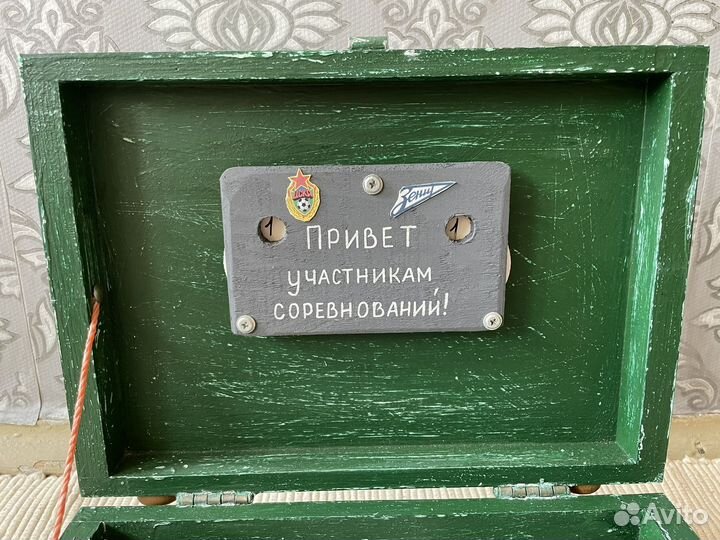 ЦСКА
Зенит
1 1
ПРИВЕТ
УЧАСТНИКАМ
СОРЕВНОВАНИЙ!
Avito